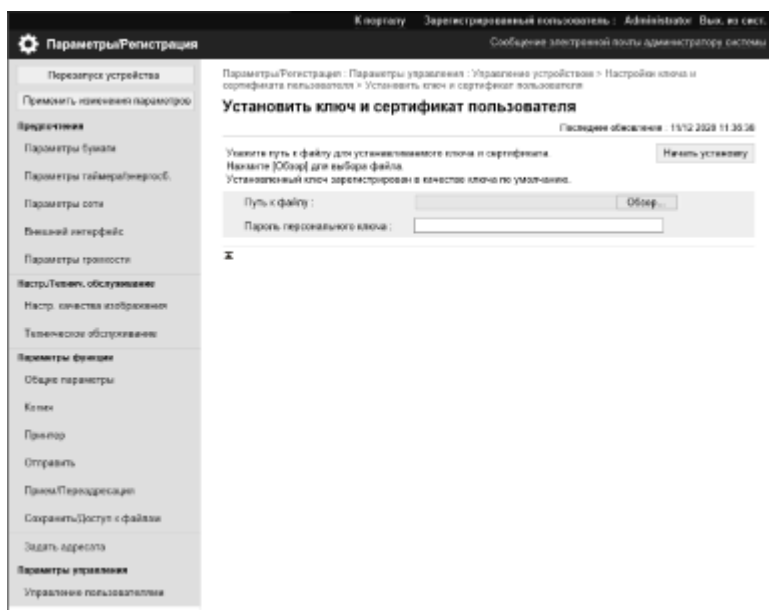 К порталу Зарегистрированный пользователь : Administrator Вых. из сист.
Параметры/Регистрация
Сообщение электронной почты администратору системы
Перезапуск устройства
Применить изменения параметров
Предпочтения
Параметры бумаги
Параметры таймера/энергосб.
Параметры сети
Внешний интерфейс
Параметры громкости
Настр./Технич. обслуживание
Настр. качества изображения
Техническое обслуживание
Параметры функции
Общие параметры
Копия
Принтер
Отправить
Прием/Переадресация
Сохранить/Доступ к файлам
Задать адресата
Параметры управления
Управление пользователями
Параметры/Регистрация : Параметры управления : Управление устройством > Настройки ключа и
сертификата пользователя > Установить ключ и сертификат пользователя
Установить ключ и сертификат пользователя
Последнее обновление : 11/12 2020 11:36:36
Укажите путь к файлу для устанавливаемого ключа и сертификата.
Нажмите [Обзор] для выбора файла.
Установленный ключ зарегистрирован в качестве ключа по умолчанию.
Начать установку
Путь к файлу :
Обзор...
Пароль персонального ключа :